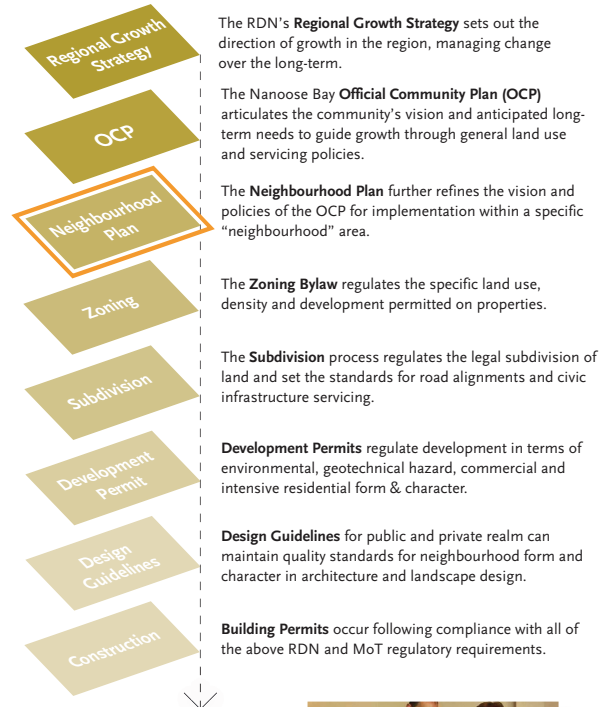 Regional Growth
Strategy
The RDN’s Regional Growth Strategy sets out the
direction of growth in the region, managing change
over the long-term.
OCP
The Nanoose Bay Official Community Plan (OCP)
articulates the community’s vision and anticipated long-
term needs to guide growth through general land use
and servicing policies.
Neighbourhood
Plan
The Neighbourhood Plan further refines the vision and
policies of the OCP for implementation within a specific
“neighbourhood” area.
Zoning
The Zoning Bylaw regulates the specific land use,
density and development permitted on properties.
Subdivision
The Subdivision process regulates the legal subdivision of
land and set the standards for road alignments and civic
infrastructure servicing.
Development
Permit
Development Permits regulate development in terms of
environmental, geotechnical hazard, commercial and
intensive residential form & character.
Design
Guidelines
Design Guidelines for public and private realm can
maintain quality standards for neighbourhood form and
character in architecture and landscape design.
Construction
Building Permits occur following compliance with all of
the above RDN and MoT regulatory requirements.